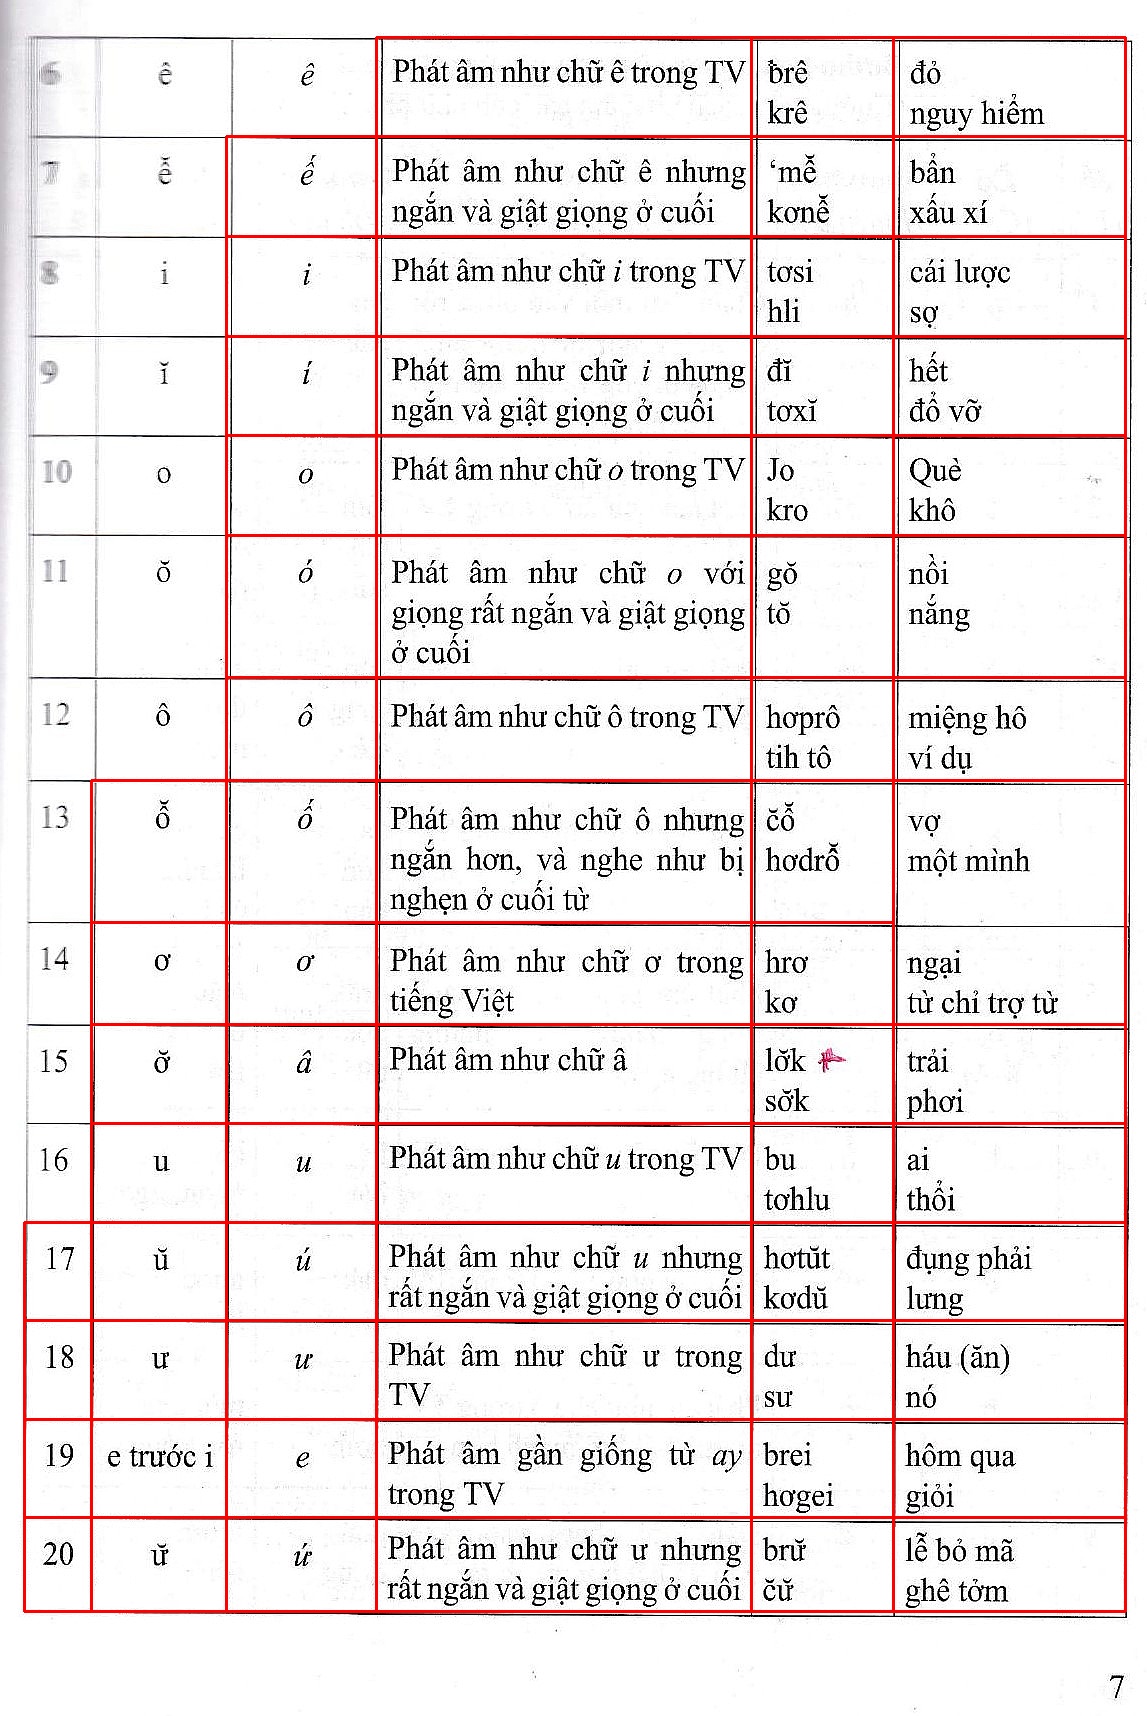 6 ê ê Phát âm như chữ ê trong TV ƀrê đỏ
krê nguy hiểm
7 ê̆ ế Phát âm như chữ ê nhưng ‘mê̆ bẩn
ngắn và giật giọng ở cuối kơnê̆ xấu xí
8 i i Phát âm như chữ i trong TV tơsi cái lược
hli sợ
9 ĭ í Phát âm như chữ i nhưng đĭ hết
ngắn và giật giọng ở cuối tơxĭ đổ vỡ
10 o o Phát âm như chữ o trong TV Jo Què
kro khô
11 ŏ ó Phát âm như chữ o với gŏ nồi
giọng rất ngắn và giật giọng tŏ nắng
ở cuối
12 ô ô Phát âm như chữ ô trong TV hơprô miệng hô
tih tô ví dụ
13 ô̆ ố Phát âm như chữ ô nhưng c̆ô̆ vợ
ngắn hơn, và nghe như bị hơdrô̆ một mình
nghẹn ở cuối từ
14 ơ ơ Phát âm như chữ ơ trong hrơ ngại
tiếng Việt kơ từ chỉ trợ từ
15 ơ̆ â Phát âm như chữ â lơ̆k trải
sơ̆k phơi
16 u u Phát âm như chữ u trong TV bu ai
tơhlu thổi
17 ŭ ú Phát âm như chữ u nhưng hơtŭt đụng phải
rất ngắn và giật giọng ở cuối kơdŭ lưng
18 ư ư Phát âm như chữ ư trong dư háu (ăn)
TV sư nó
19 e trước i e Phát âm gần giống từ ay brei hôm qua
trong TV hơgei giỏi
20 ư̆ ứ Phát âm như chữ ư nhưng brư̆ lễ bỏ mã
rất ngắn và giật giọng ở cuối c̆ư̆ ghê tởm
7